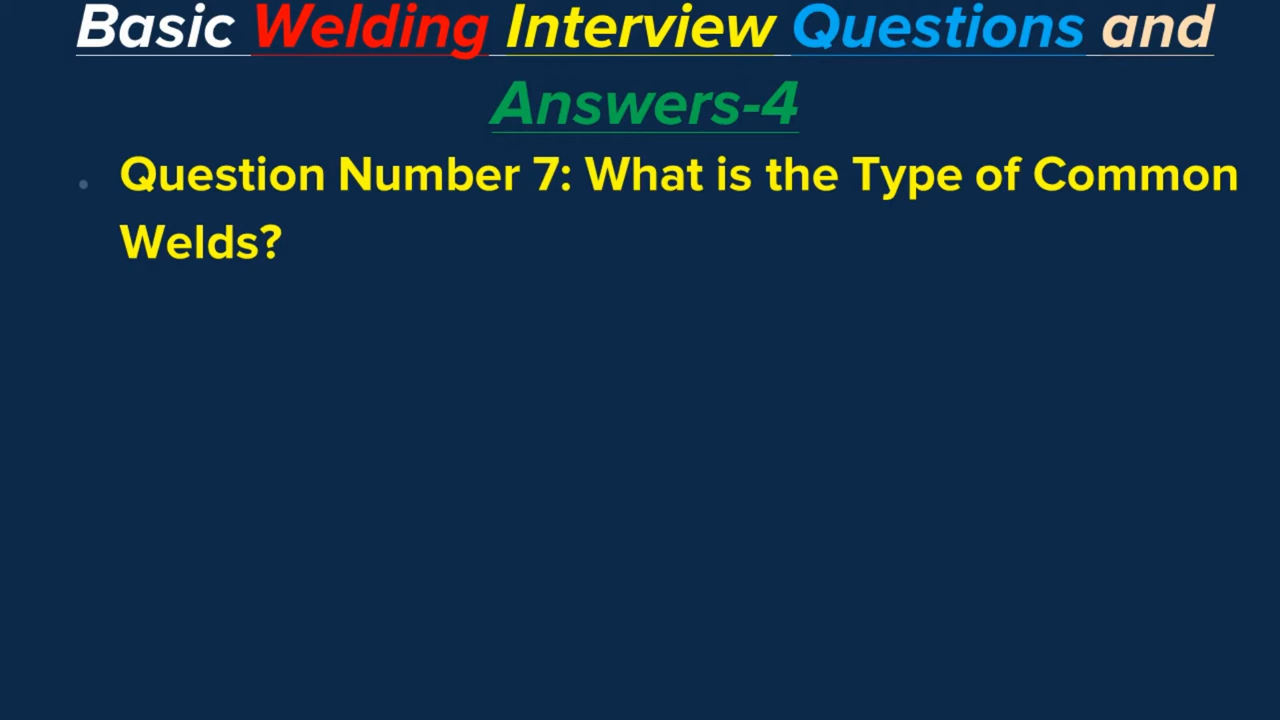 Basic Welding Interview Questions and
Answers-4
• Question Number 7: What is the Type of Common
Welds?